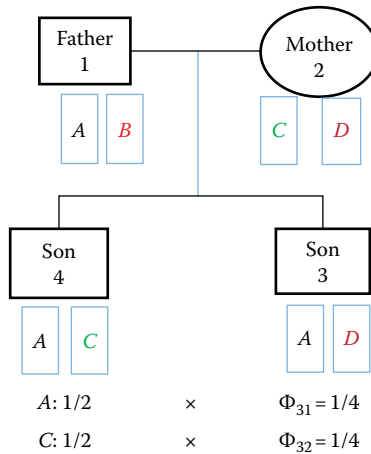 Father
1
Mother
2
A B C D
Son
4
Son
3
A C A D
A: 1/2 × Φ31 = 1/4
C: 1/2 × Φ32 = 1/4